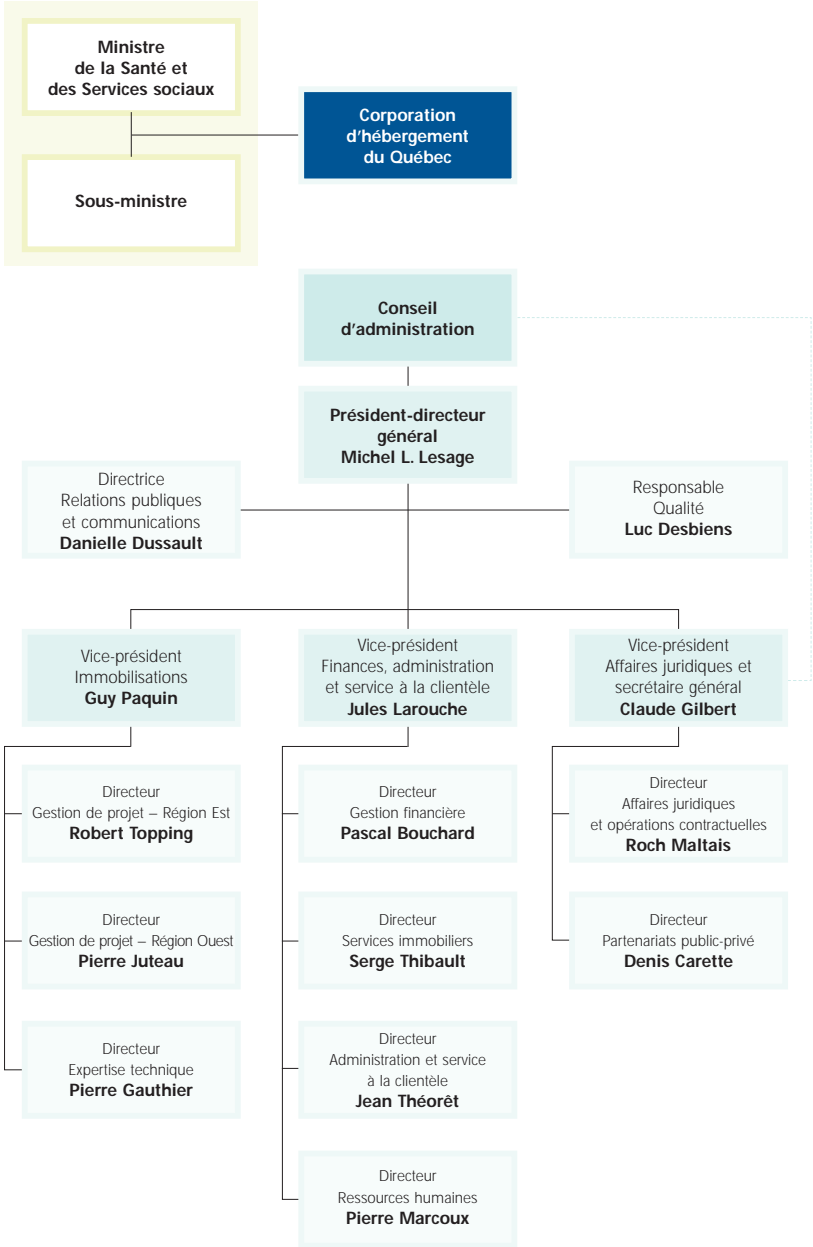 Ministre
de la Santé et
des Services sociaux
Corporation
d'hébergement
du Québec
Sous-ministre
Conseil
d'administration
Président-directeur
général
Michel L. Lesage
Directrice
Relations publiques
et communications
Danielle Dussault
Responsable
Qualité
Luc Desbiens
Vice-président
Immobilisations
Guy Paquin
Vice-président
Finances, administration
et service à la clientèle
Jules Larouche
Vice-président
Affaires juridiques et
secrétaire général
Claude Gilbert
Directeur
Gestion de projet – Région Est
Robert Topping
Directeur
Gestion financière
Pascal Bouchard
Directeur
Affaires juridiques
et opérations contractuelles
Roch Maltais
Directeur
Gestion de projet – Région Ouest
Pierre Juteau
Directeur
Services immobiliers
Serge Thibault
Directeur
Partenariats public-privé
Denis Carette
Directeur
Expertise technique
Pierre Gauthier
Directeur
Administration et service
à la clientèle
Jean Théorêt
Directeur
Ressources humaines
Pierre Marcoux